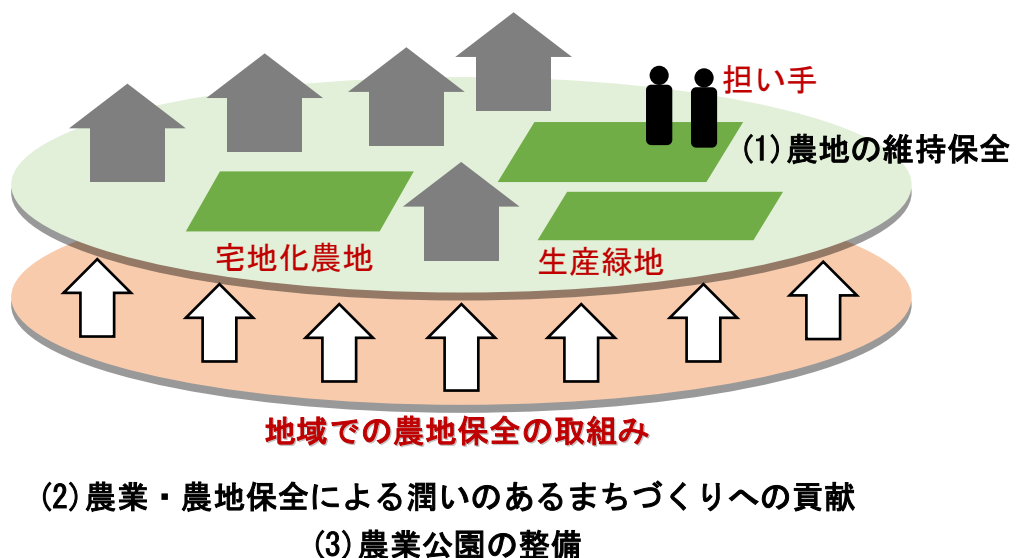 担い手
(1)農地の維持保全
宅地化農地
生産緑地
地域での農地保全の取組み
(2)農業・農地保全による潤いのあるまちづくりへの貢献
(3)農業公園の整備